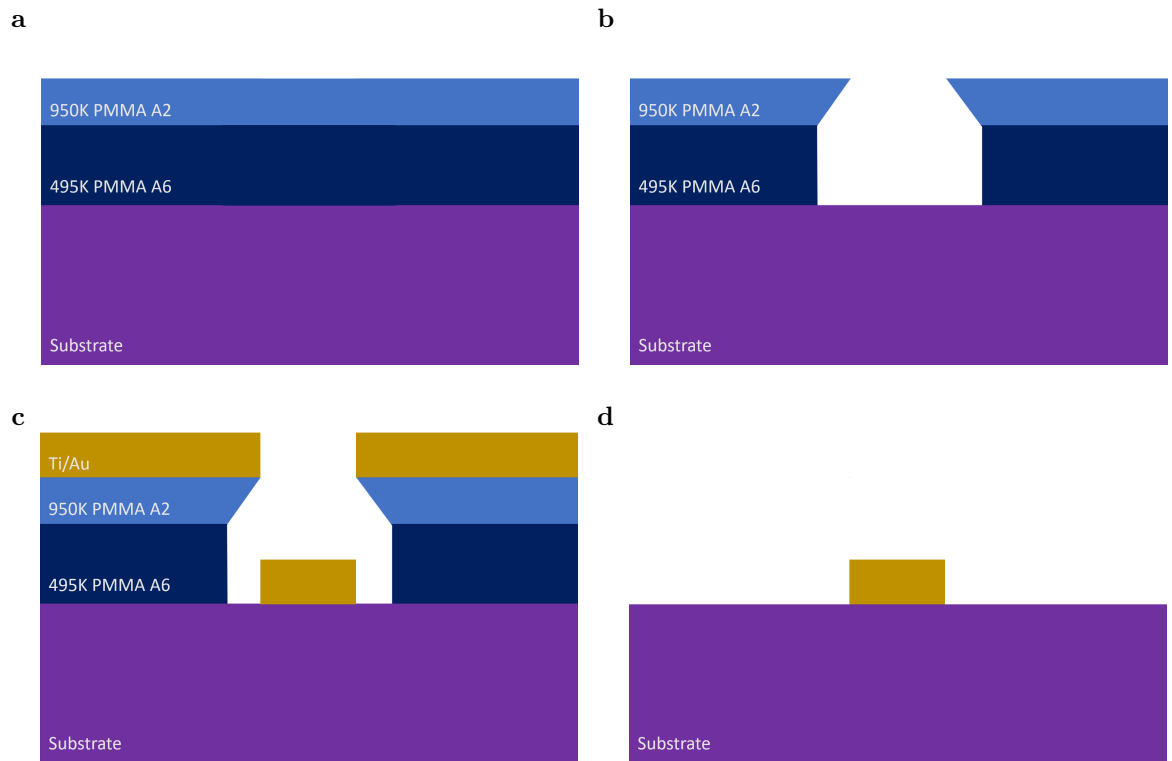 a
950K PMMA A2
495K PMMA A6
Substrate
b
950K PMMA A2
495K PMMA A6
Substrate
c
Ti/Au
950K PMMA A2
495K PMMA A6
Substrate
d
Substrate